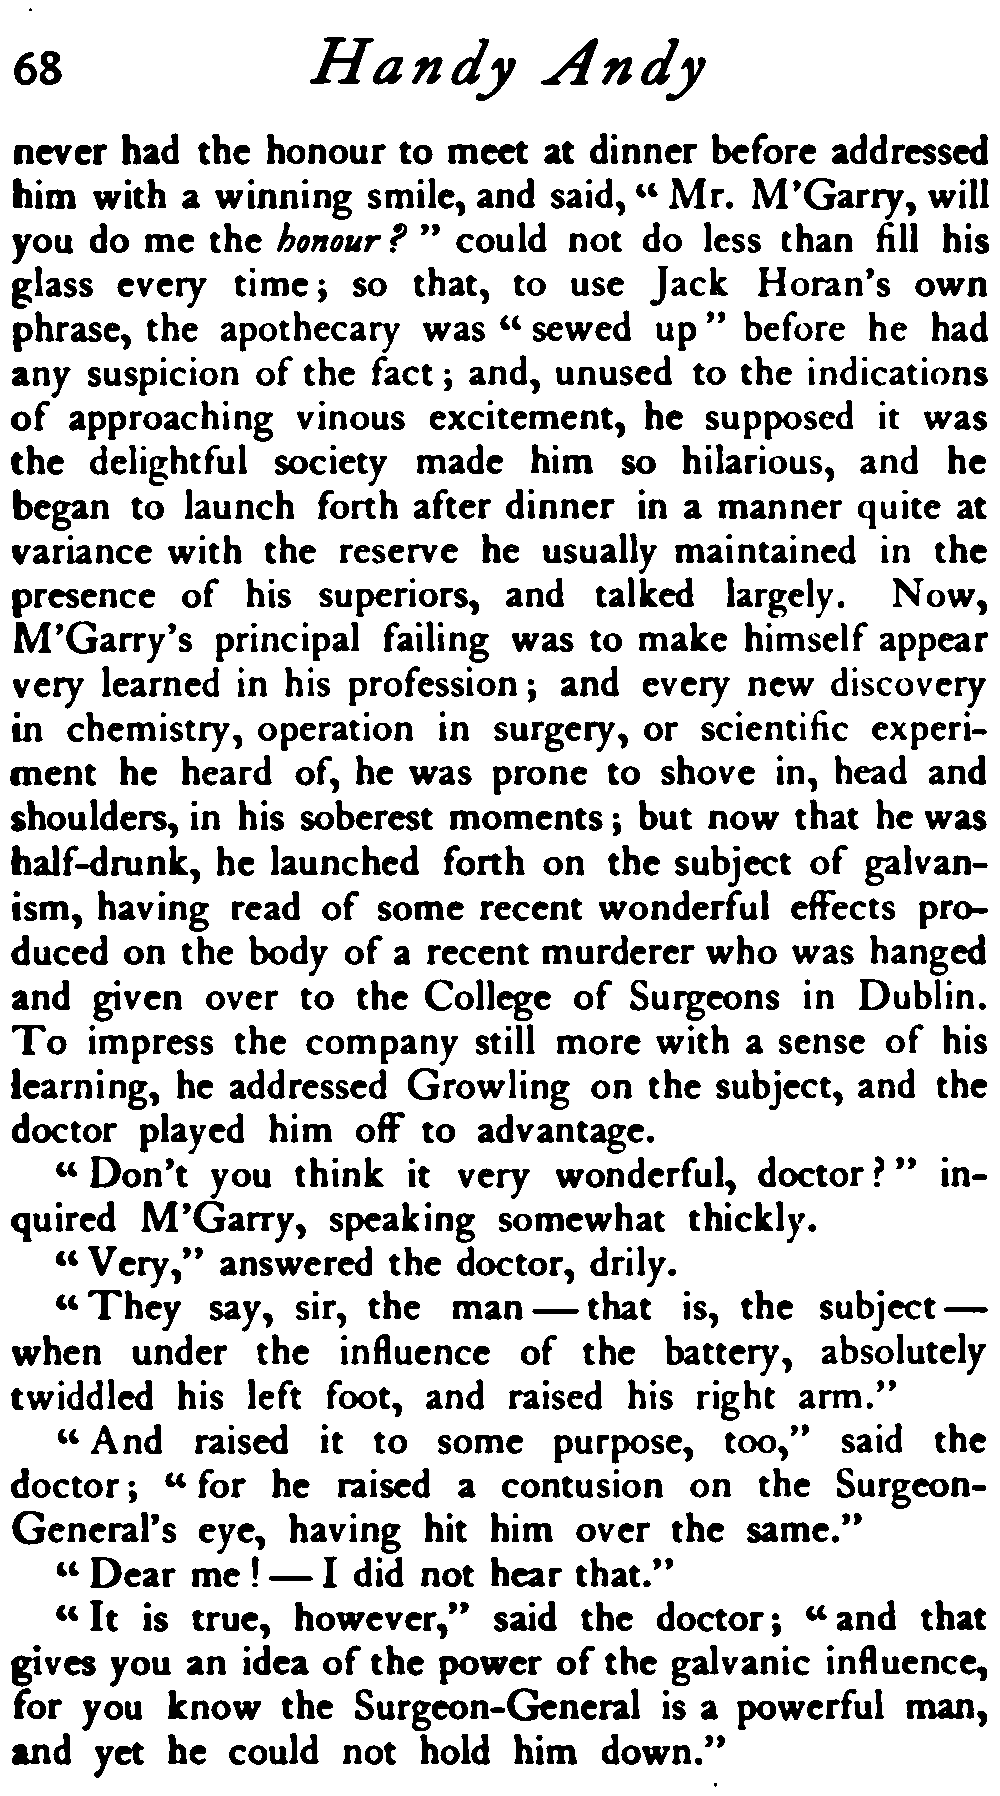 68 Handy Andy
never had the honour to meet at dinner before addressed
him with a winning smile, and said, “ Mr. M’Garry, will
you do me the honour? ” could not do less than fill his
glass every time; so that, to use Jack Horan’s own
phrase, the apothecary was “ sewed up ” before he had
any suspicion of the fact; and, unused to the indications
of approaching vinous excitement, he supposed it was
the delightful society made him so hilarious, and he
began to launch forth after dinner in a manner quite at
variance with the reserve he usually maintained in the
presence of his superiors, and talked largely. Now,
M’Garry’s principal failing was to make himself appear
very learned in his profession; and every new discovery
in chemistry, operation in surgery, or scientific experi-
ment he heard of, he was prone to shove in, head and
shoulders, in his soberest moments; but now that he was
half-drunk, he launched forth on the subject of galvan-
ism, having read of some recent wonderful effects pro-
duced on the body of a recent murderer who was hanged
and given over to the College of Surgeons in Dublin.
To impress the company still more with a sense of his
learning, he addressed Growling on the subject, and the
doctor played him off to advantage.
“ Don’t you think it very wonderful, doctor? ” in-
quired M’Garry, speaking somewhat thickly.
“ Very,” answered the doctor, drily.
“ They say, sir, the man — that is, the subject —
when under the influence of the battery, absolutely
twiddled his left foot, and raised his right arm.”
“ And raised it to some purpose, too,” said the
doctor; “ for he raised a contusion on the Surgeon-
General’s eye, having hit him over the same.”
“ Dear me! — I did not hear that.”
“ It is true, however,” said the doctor; “ and that
gives you an idea of the power of the galvanic influence,
for you know the Surgeon-General is a powerful man,
and yet he could not hold him down.”